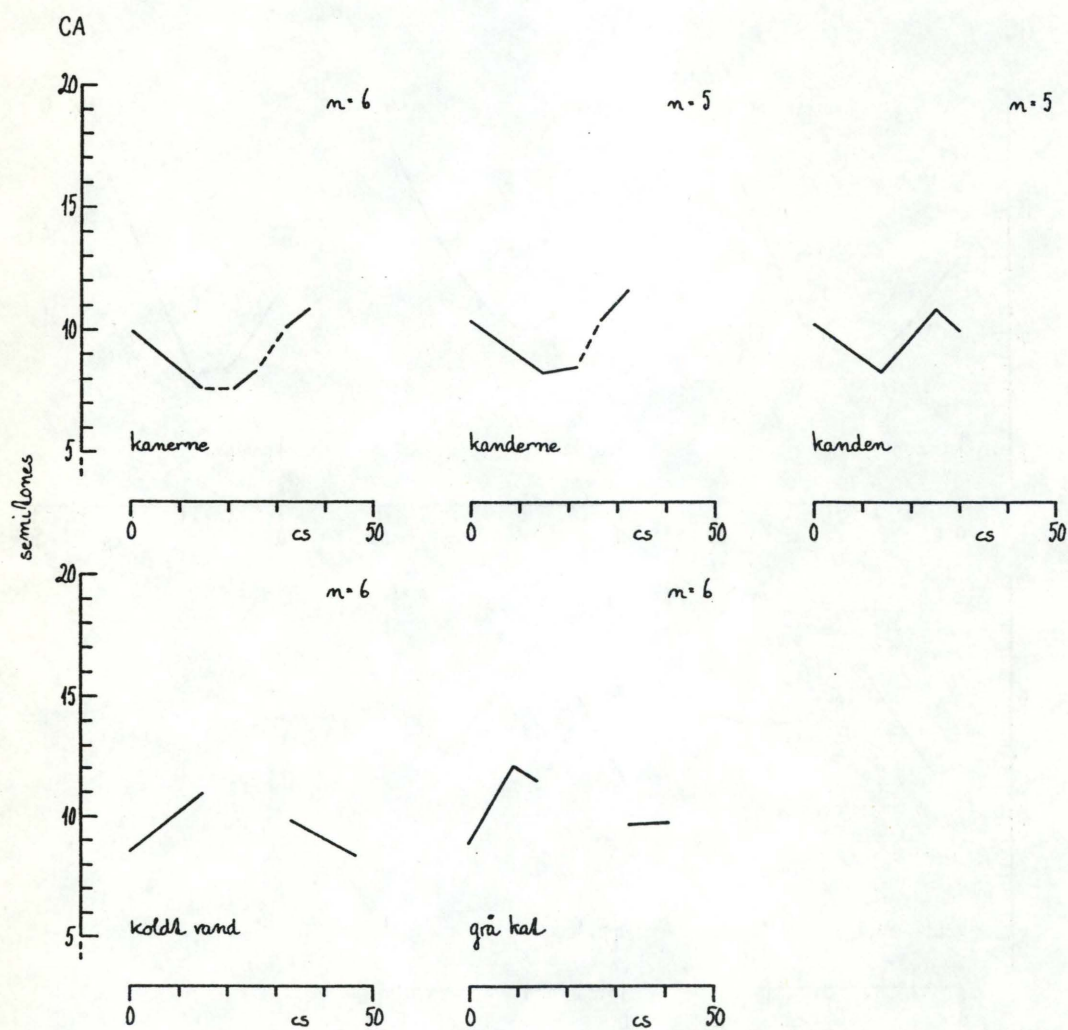 CA
20
15
10
5
semitones
n= 6
kanerne
0 cs 50
n= 5
kanderne
0 cs 50
n= 5
kanden
0 cs 50
20
15
10
5
n= 6
koldt vand
0 cs 50
n= 6
grå kat
0 cs 50